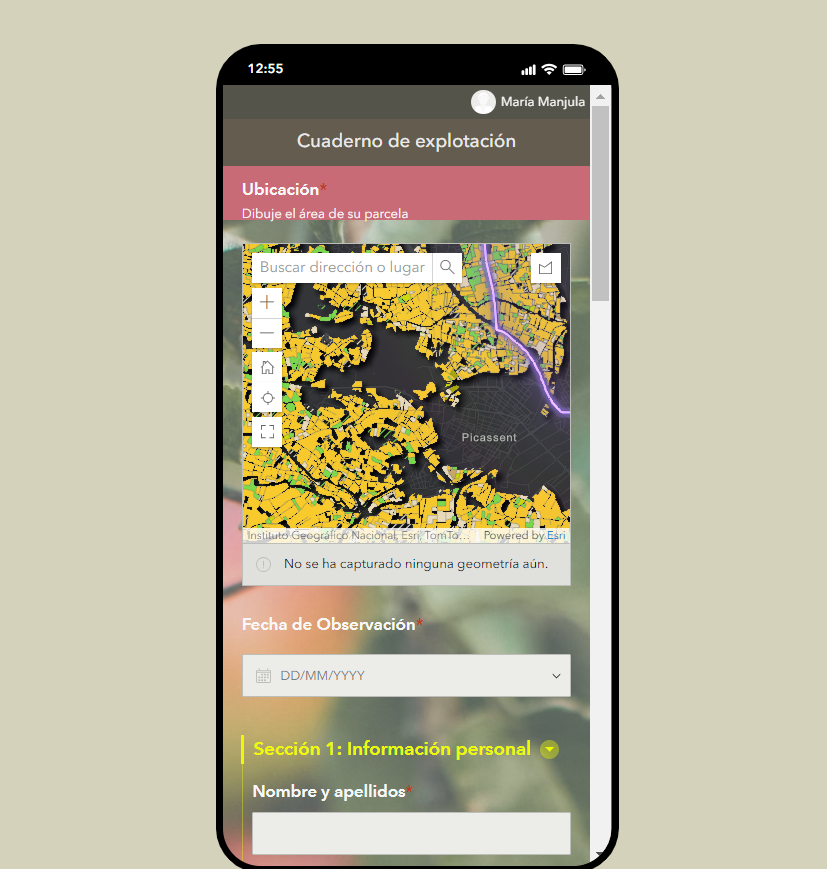 12:55
María Manjula
Cuaderno de explotación
Ubicación*
Dibuje el área de su parcela
Buscar dirección o lugar
Picassent
Instituto Geográfico Nacional, Esri, TomTo... Powered by Esri
No se ha capturado ninguna geometría aún.
Fecha de Observación*
DD/MM/YYYY
Sección 1: Información personal
Nombre y apellidos*